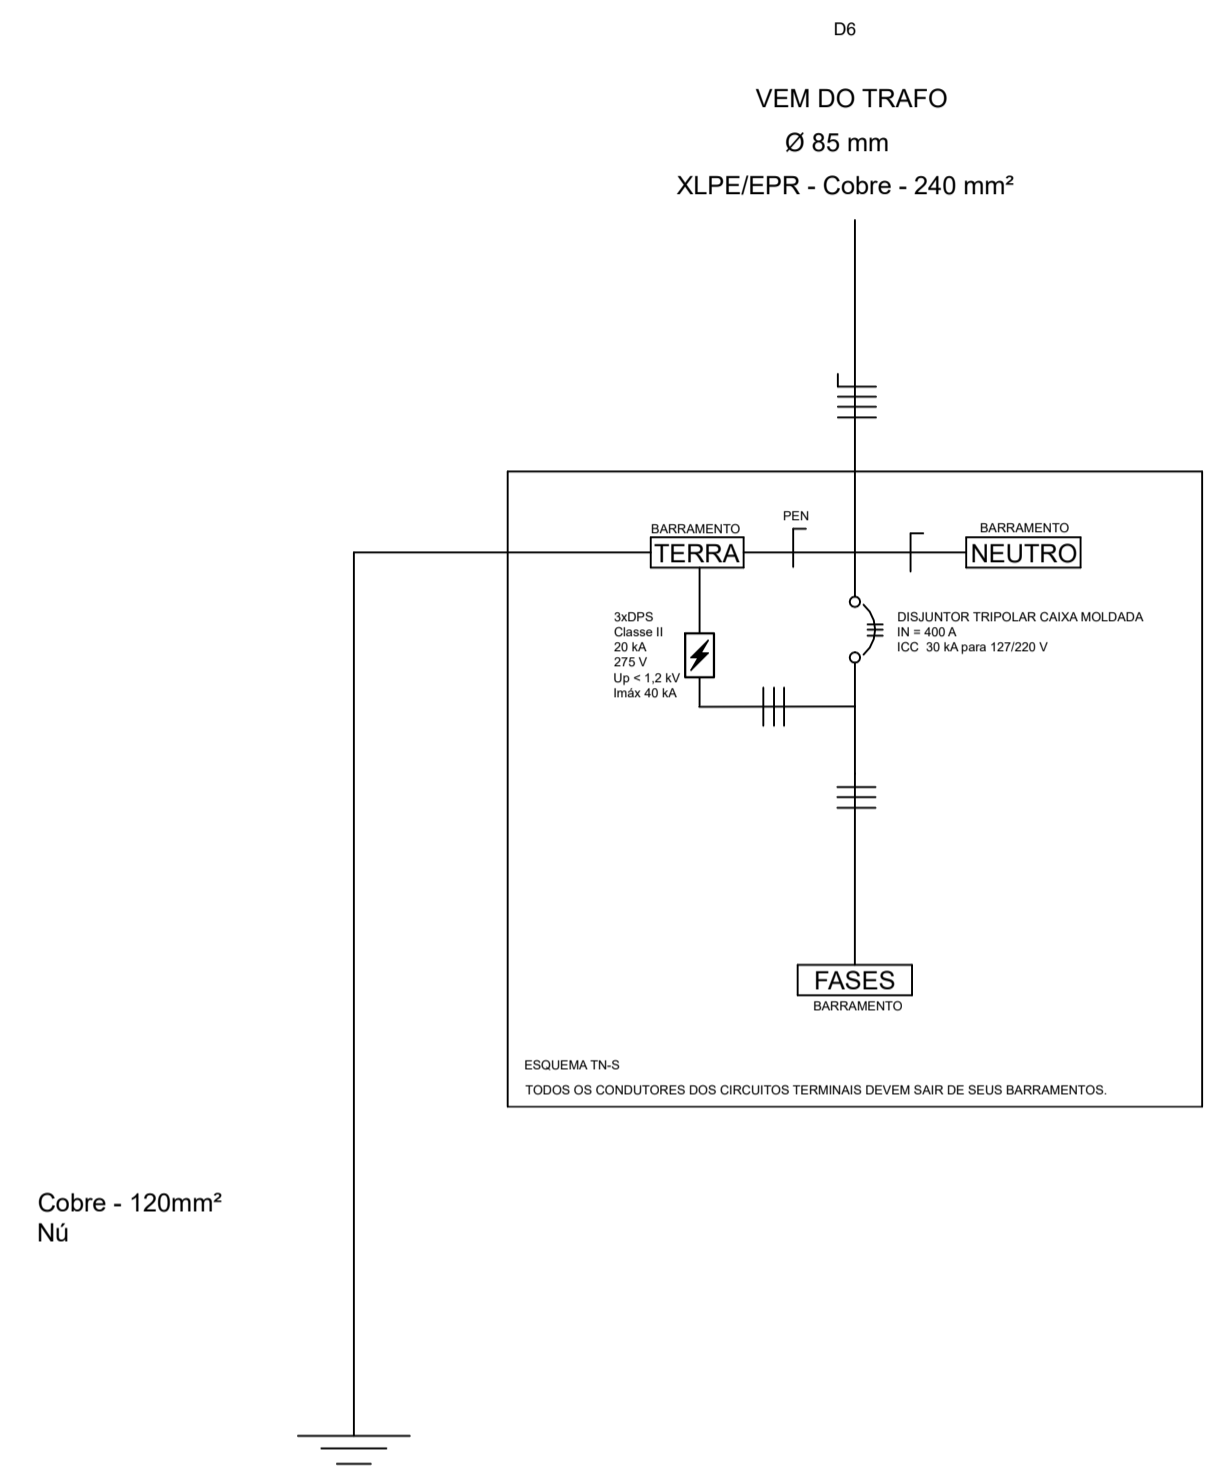 D6
VEM DO TRAFO
Ø 85 mm
XLPE/EPR - Cobre - 240 mm²
PEN
BARRAMENTO
TERRA
BARRAMENTO
NEUTRO
3xDPS
Classe II
20 kA
275 V
Up < 1,2 kV
Imáx 40 kA
DISJUNTOR TRIPOLAR CAIXA MOLDADA
IN = 400 A
ICC 30 kA para 127/220 V
FASES
BARRAMENTO
ESQUEMA TN-S
TODOS OS CONDUTORES DOS CIRCUITOS TERMINAIS DEVEM SAIR DE SEUS BARRAMENTOS.
Cobre - 120mm²
Nú